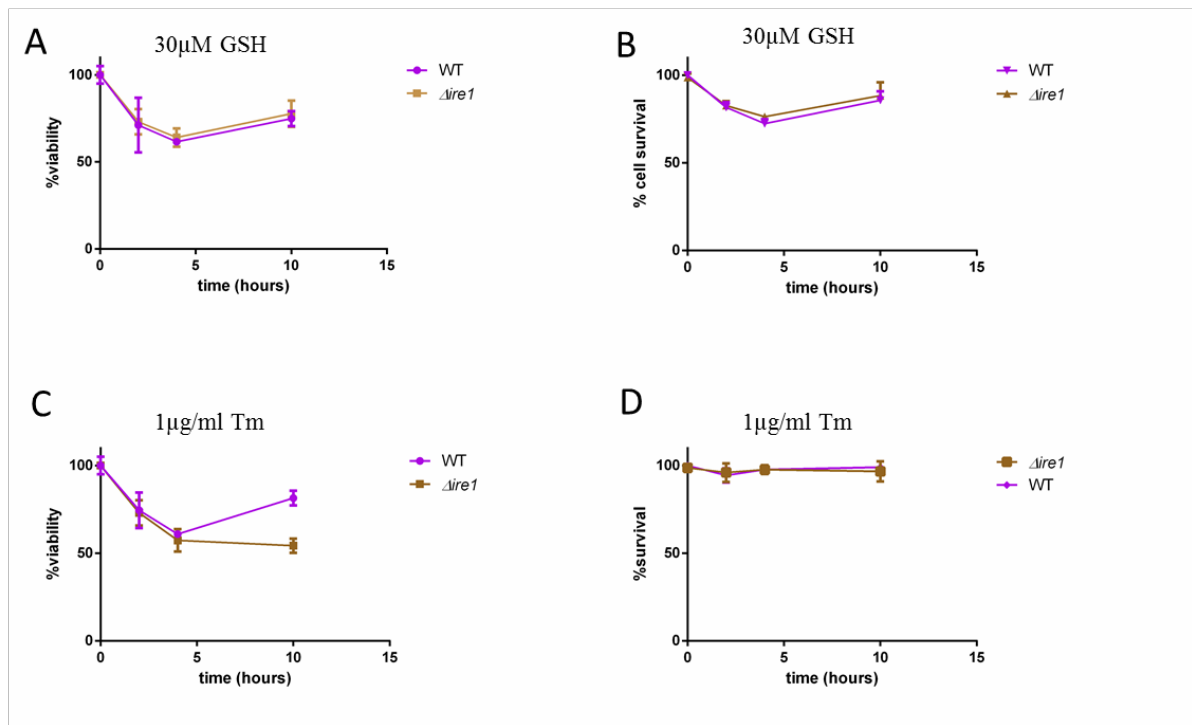 A
30µM GSH
WT
Δire1
%viability
100
50
0
0
5
10
15
time (hours)
B
30µM GSH
WT
Δire1
% cell survival
100
50
0
0
5
10
15
time (hours)
C
1µg/ml Tm
WT
Δire1
%viability
100
50
0
0
5
10
15
time (hours)
D
1µg/ml Tm
Δire1
WT
%survival
100
50
0
0
5
10
15
time (hours)